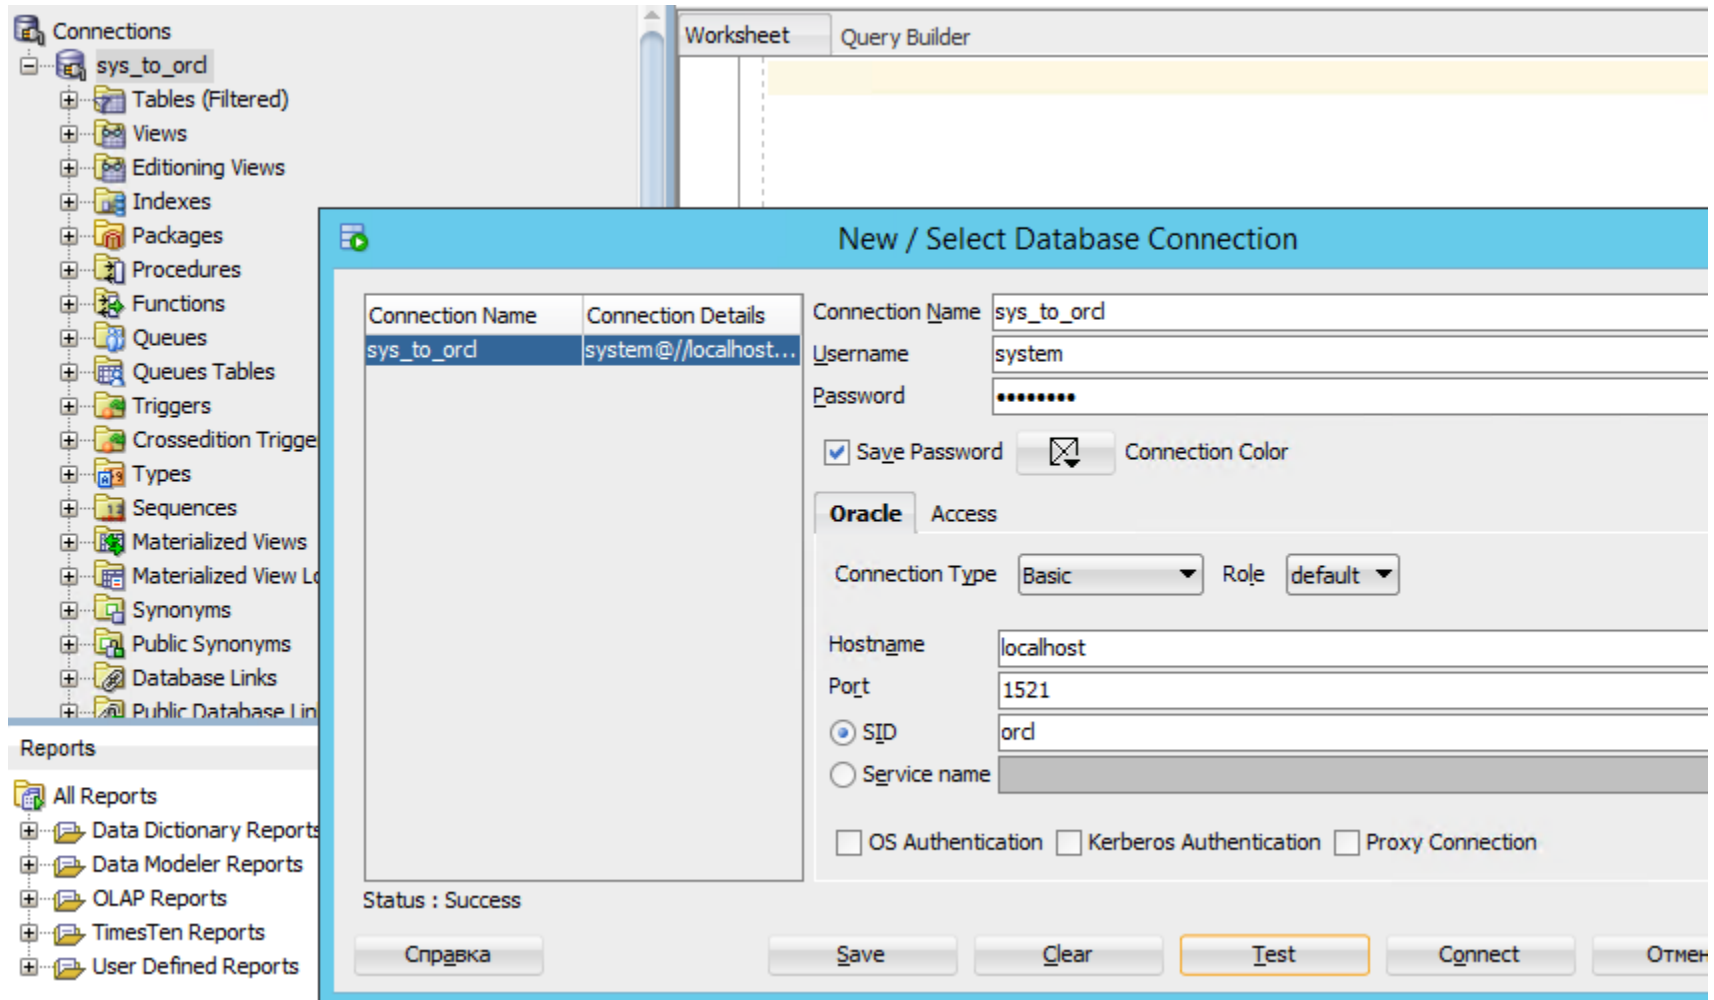 Connections
sys_to_orcl
Tables (Filtered)
Views
Editioning Views
Indexes
Packages
Procedures
Functions
Queues
Queues Tables
Triggers
Crossedition Trigge
Types
Sequences
Materialized Views
Materialized View Lo
Synonyms
Public Synonyms
Database Links
Public Database Lin
Reports
All Reports
Data Dictionary Reports
Data Modeler Reports
OLAP Reports
TimesTen Reports
User Defined Reports
Worksheet Query Builder
New / Select Database Connection
Connection Name Connection Details
sys_to_orcl system@//localhost...
Connection Name sys_to_orcl
Username system
Password ••••••••
Save Password Connection Color
Oracle Access
Connection Type Basic Role default
Hostname localhost
Port 1521
SID orcl
Service name
OS Authentication Kerberos Authentication Proxy Connection
Status : Success
Справка Save Clear Test Connect Отмен